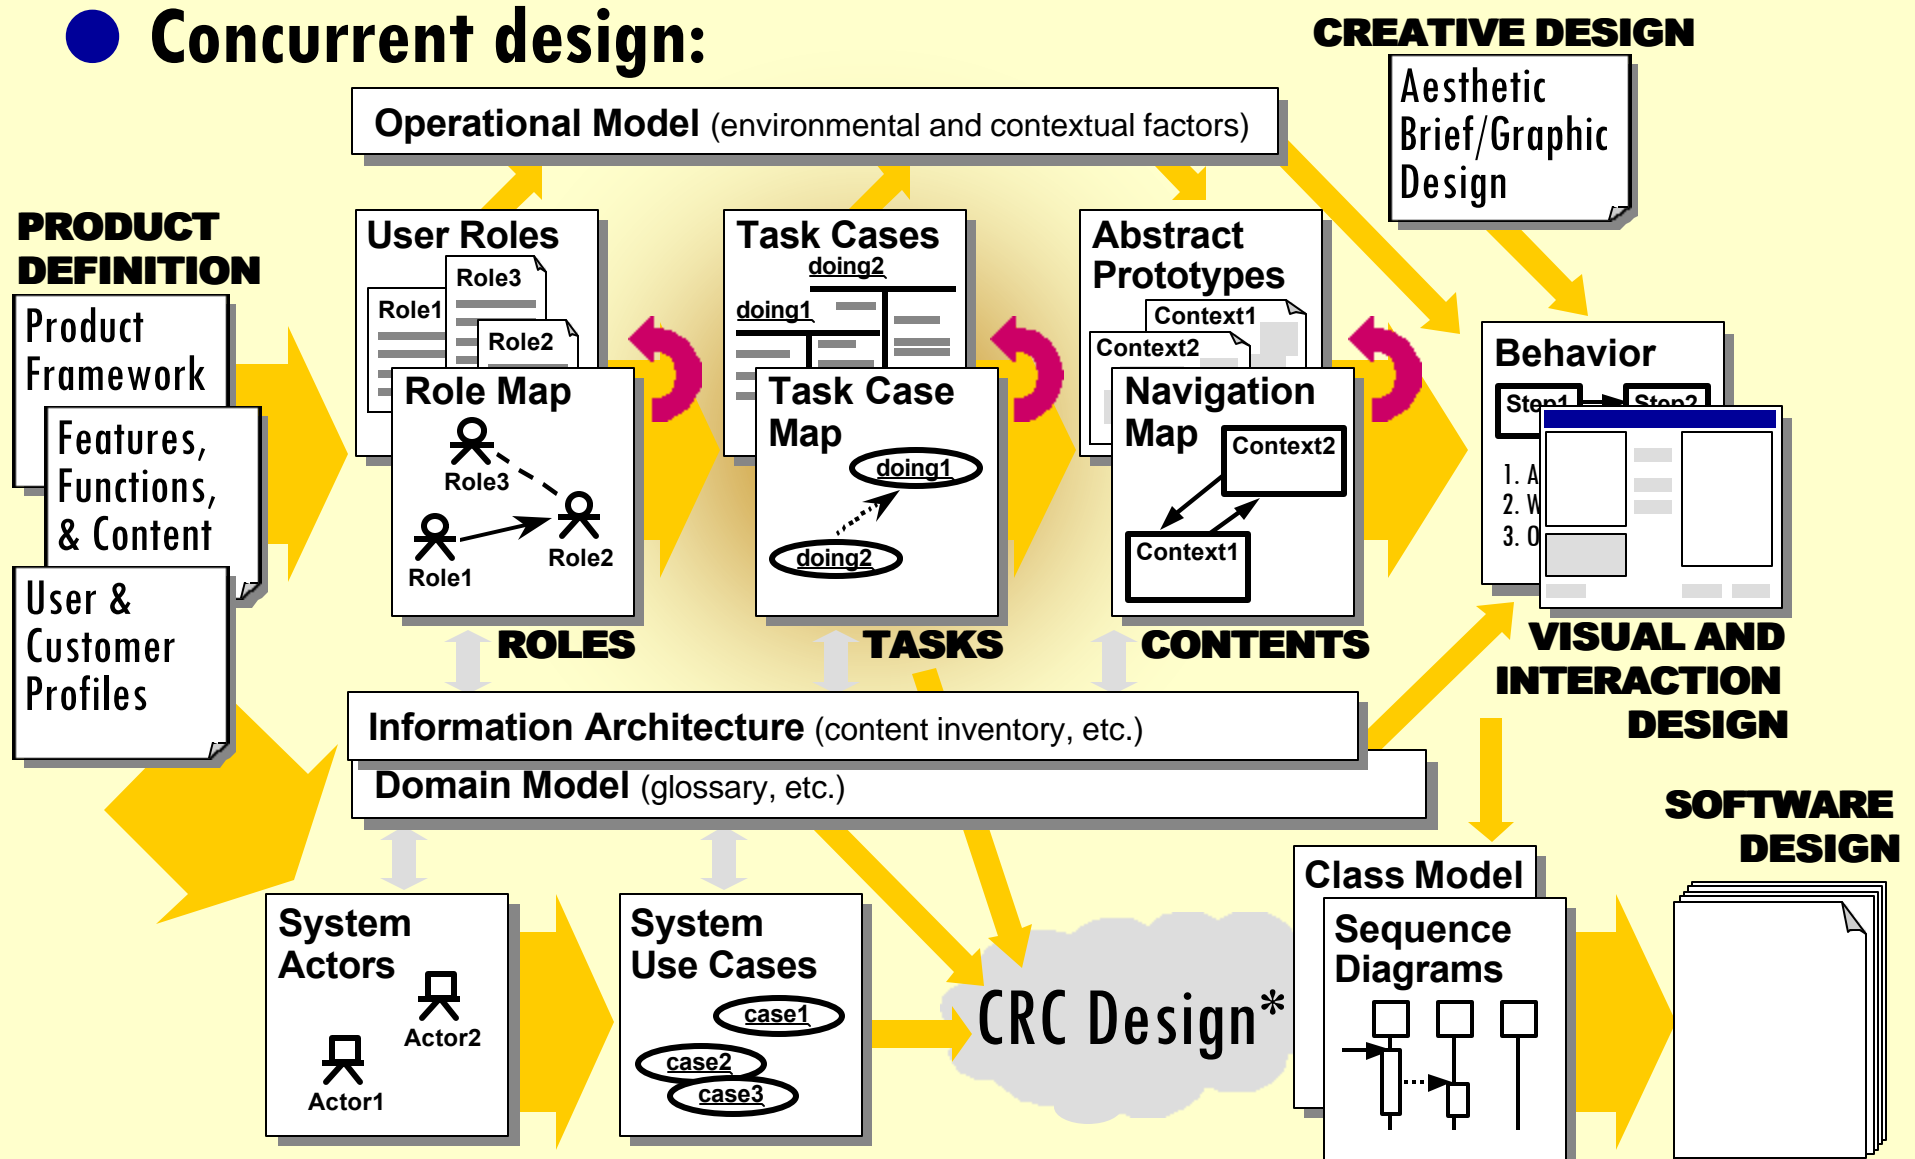 Concurrent design:
CREATIVE DESIGN
Aesthetic
Brief/Graphic
Design
Operational Model (environmental and contextual factors)
PRODUCT
DEFINITION
Product
Framework
Features,
Functions,
& Content
User &
Customer
Profiles
User Roles
Role3
Role1
Role2
Role Map
Role3
Role2
Role1
ROLES
Task Cases
doing2
doing1
Task Case
Map
doing1
doing2
TASKS
Abstract
Prototypes
Context1
Context2
Navigation
Map
Context2
Context1
CONTENTS
Behavior
Step1
Step2
1. A
2. W
3. O
VISUAL AND
INTERACTION
DESIGN
Information Architecture (content inventory, etc.)
Domain Model (glossary, etc.)
SOFTWARE
DESIGN
System
Actors
Actor2
Actor1
System
Use Cases
case1
case2
case3
CRC Design*
Class Model
Sequence
Diagrams